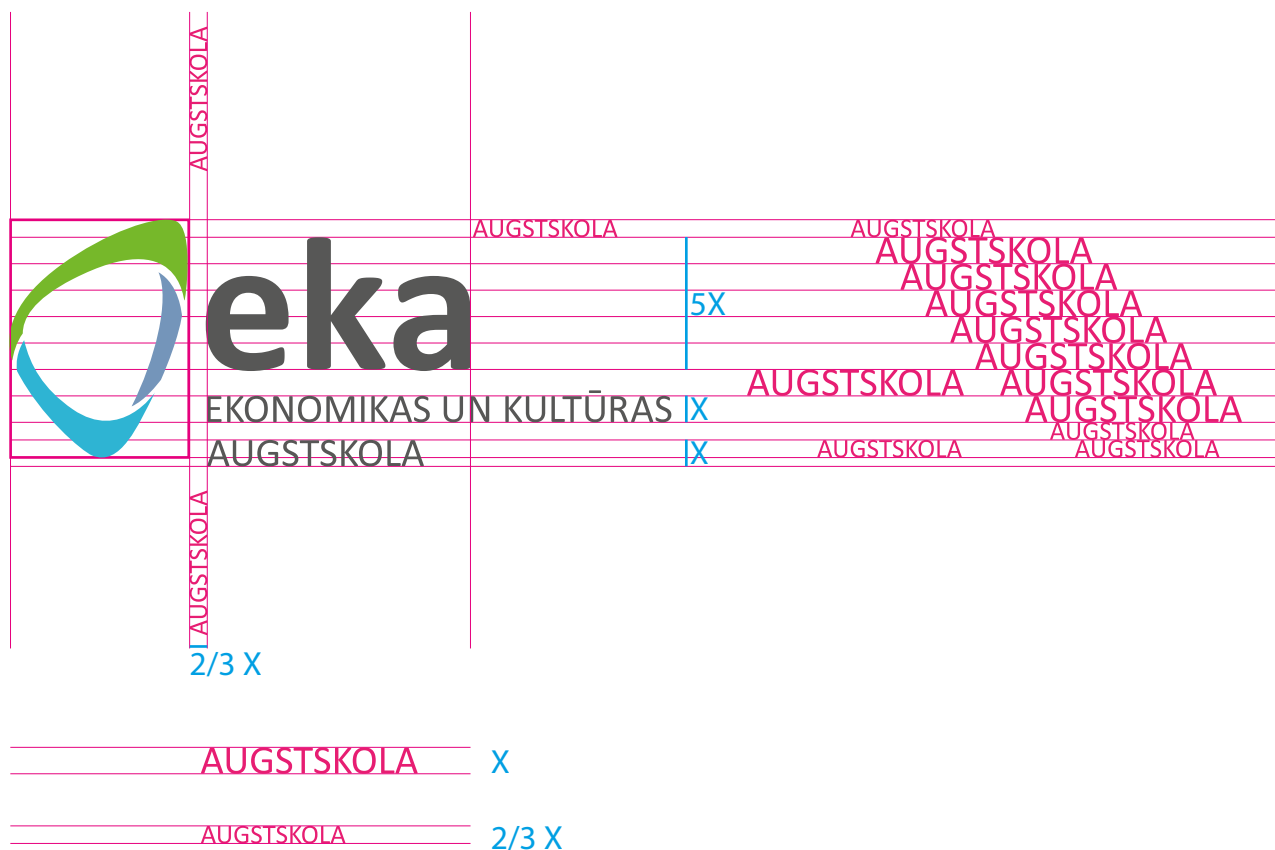 AUGSTSKOLA
AUGSTSKOLA AUGSTSKOLA
AUGSTSKOLA
AUGSTSKOLA
eka 5X AUGSTSKOLA
AUGSTSKOLA
AUGSTSKOLA
AUGSTSKOLA AUGSTSKOLA
EKONOMIKAS UN KULTŪRAS X AUGSTSKOLA
AUGSTSKOLA
AUGSTSKOLA X AUGSTSKOLA AUGSTSKOLA
AUGSTSKOLA
2/3 X
AUGSTSKOLA X
AUGSTSKOLA 2/3 X